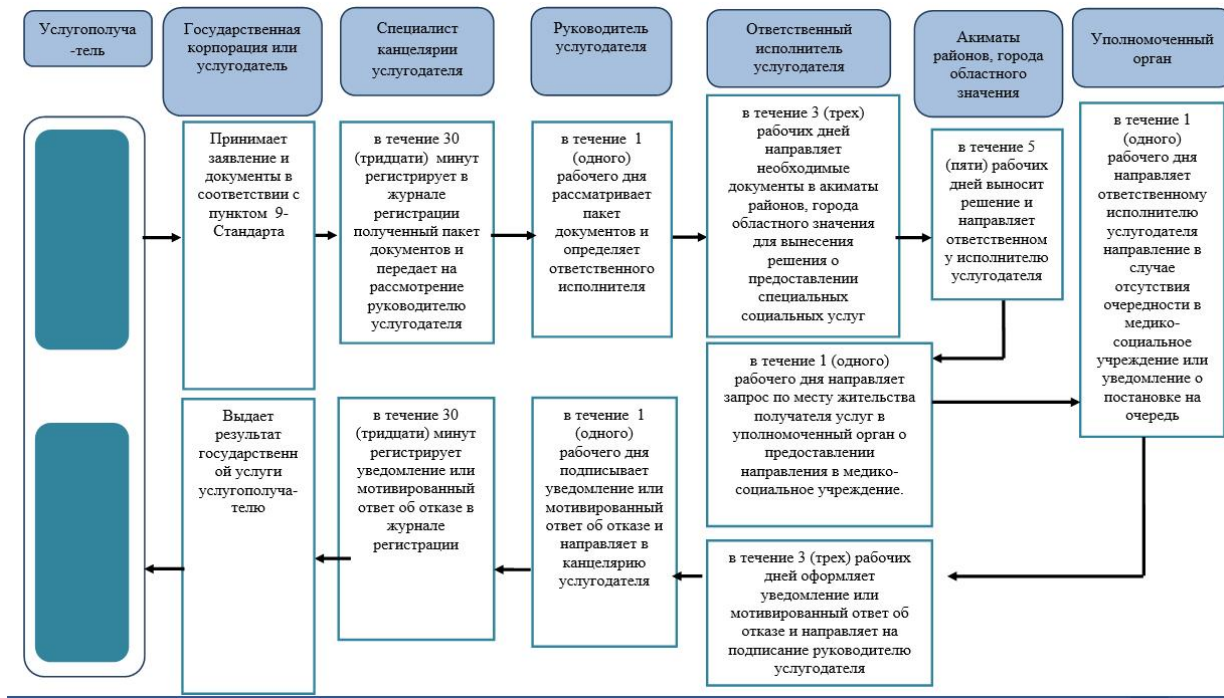 Услугополуча
-тель
Государственная
корпорация или
услугодатель
Специалист
канцелярии
услугодателя
Руководитель
услугодателя
Ответственный
исполнитель
услугодателя
Акиматы
районов, города
областного
значения
Уполномоченный
орган
Принимает
заявление и
документы в
соответствии с
пунктом 9-
Стандарта
в течение 30
(тридцати) минут
регистрирует в
журнале
регистрации
полученный пакет
документов и
передает на
рассмотрение
руководителю
услугодателя
в течение 1
(одного)
рабочего дня
рассматривает
пакет
документов и
определяет
ответственного
исполнителя
в течение 3 (трех)
рабочих дней
направляет
необходимые
документы в акиматы
районов, города
областного значения
для вынесения
решения о
предоставлении
специальных
социальных услуг
в течение 5
(пяти) рабочих
дней выносит
решение и
направляет
ответственном
у исполнителю
услугодателя
в течение 1
(одного)
рабочего дня
направляет
ответственному
исполнителю
услугодателя
направление в
случае
отсутствия
очередности в
медико-
социальное
учреждение или
уведомление о
постановке на
очередь
в течение 1 (одного)
рабочего дня направляет
запрос по месту жительства
получателя услуг в
уполномоченный орган о
предоставлении
направления в медико-
социальное учреждение.
Выдает
результат
государственн
ой услуги
услугополуча-
телю
в течение 30
(тридцати) минут
регистрирует
уведомление или
мотивированный
ответ об отказе в
журнале
регистрации
в течение 1
(одного)
рабочего дня
подписывает
уведомление или
мотивированный
ответ об отказе и
направляет в
канцелярию
услугодателя
в течение 3 (трех) рабочих
дней оформляет
уведомление или
мотивированный ответ об
отказе и направляет на
подписание руководителю
услугодателя